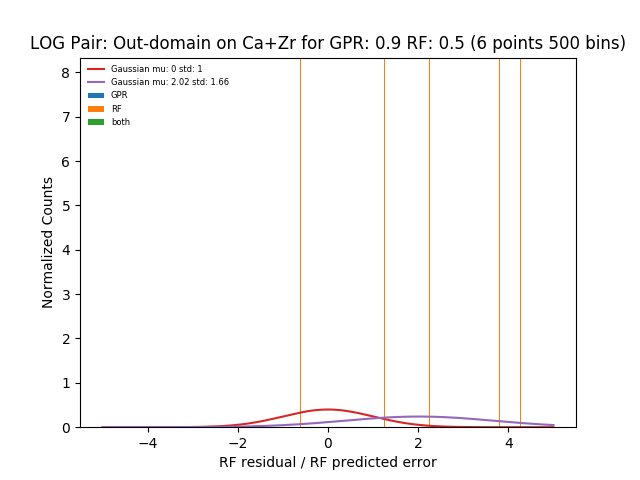 LOG Pair: Out-domain on Ca+Zr for GPR: 0.9 RF: 0.5 (6 points 500 bins)
Gaussian mu: 0 std: 1
Gaussian mu: 2.02 std: 1.66
GPR
RF
both
8
7
6
5
4
3
2
1
0
Normalized Counts
−4
−2
0
2
4
RF residual / RF predicted error